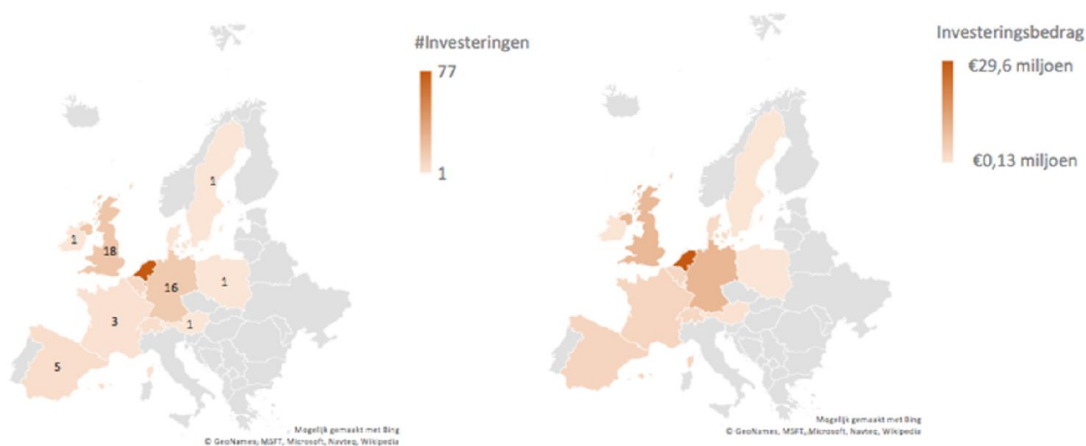 #Investeringen
77
1
1
1
18
16
1
3
1
5
Mogelijk gemaakt met Bing
© GeoNames, MSFT, Microsoft, Navteq, Wikipedia
Investeringsbedrag
€29,6 miljoen
€0,13 miljoen
Mogelijk gemaakt met Bing
© GeoNames, MSFT, Microsoft, Navteq, Wikipedia